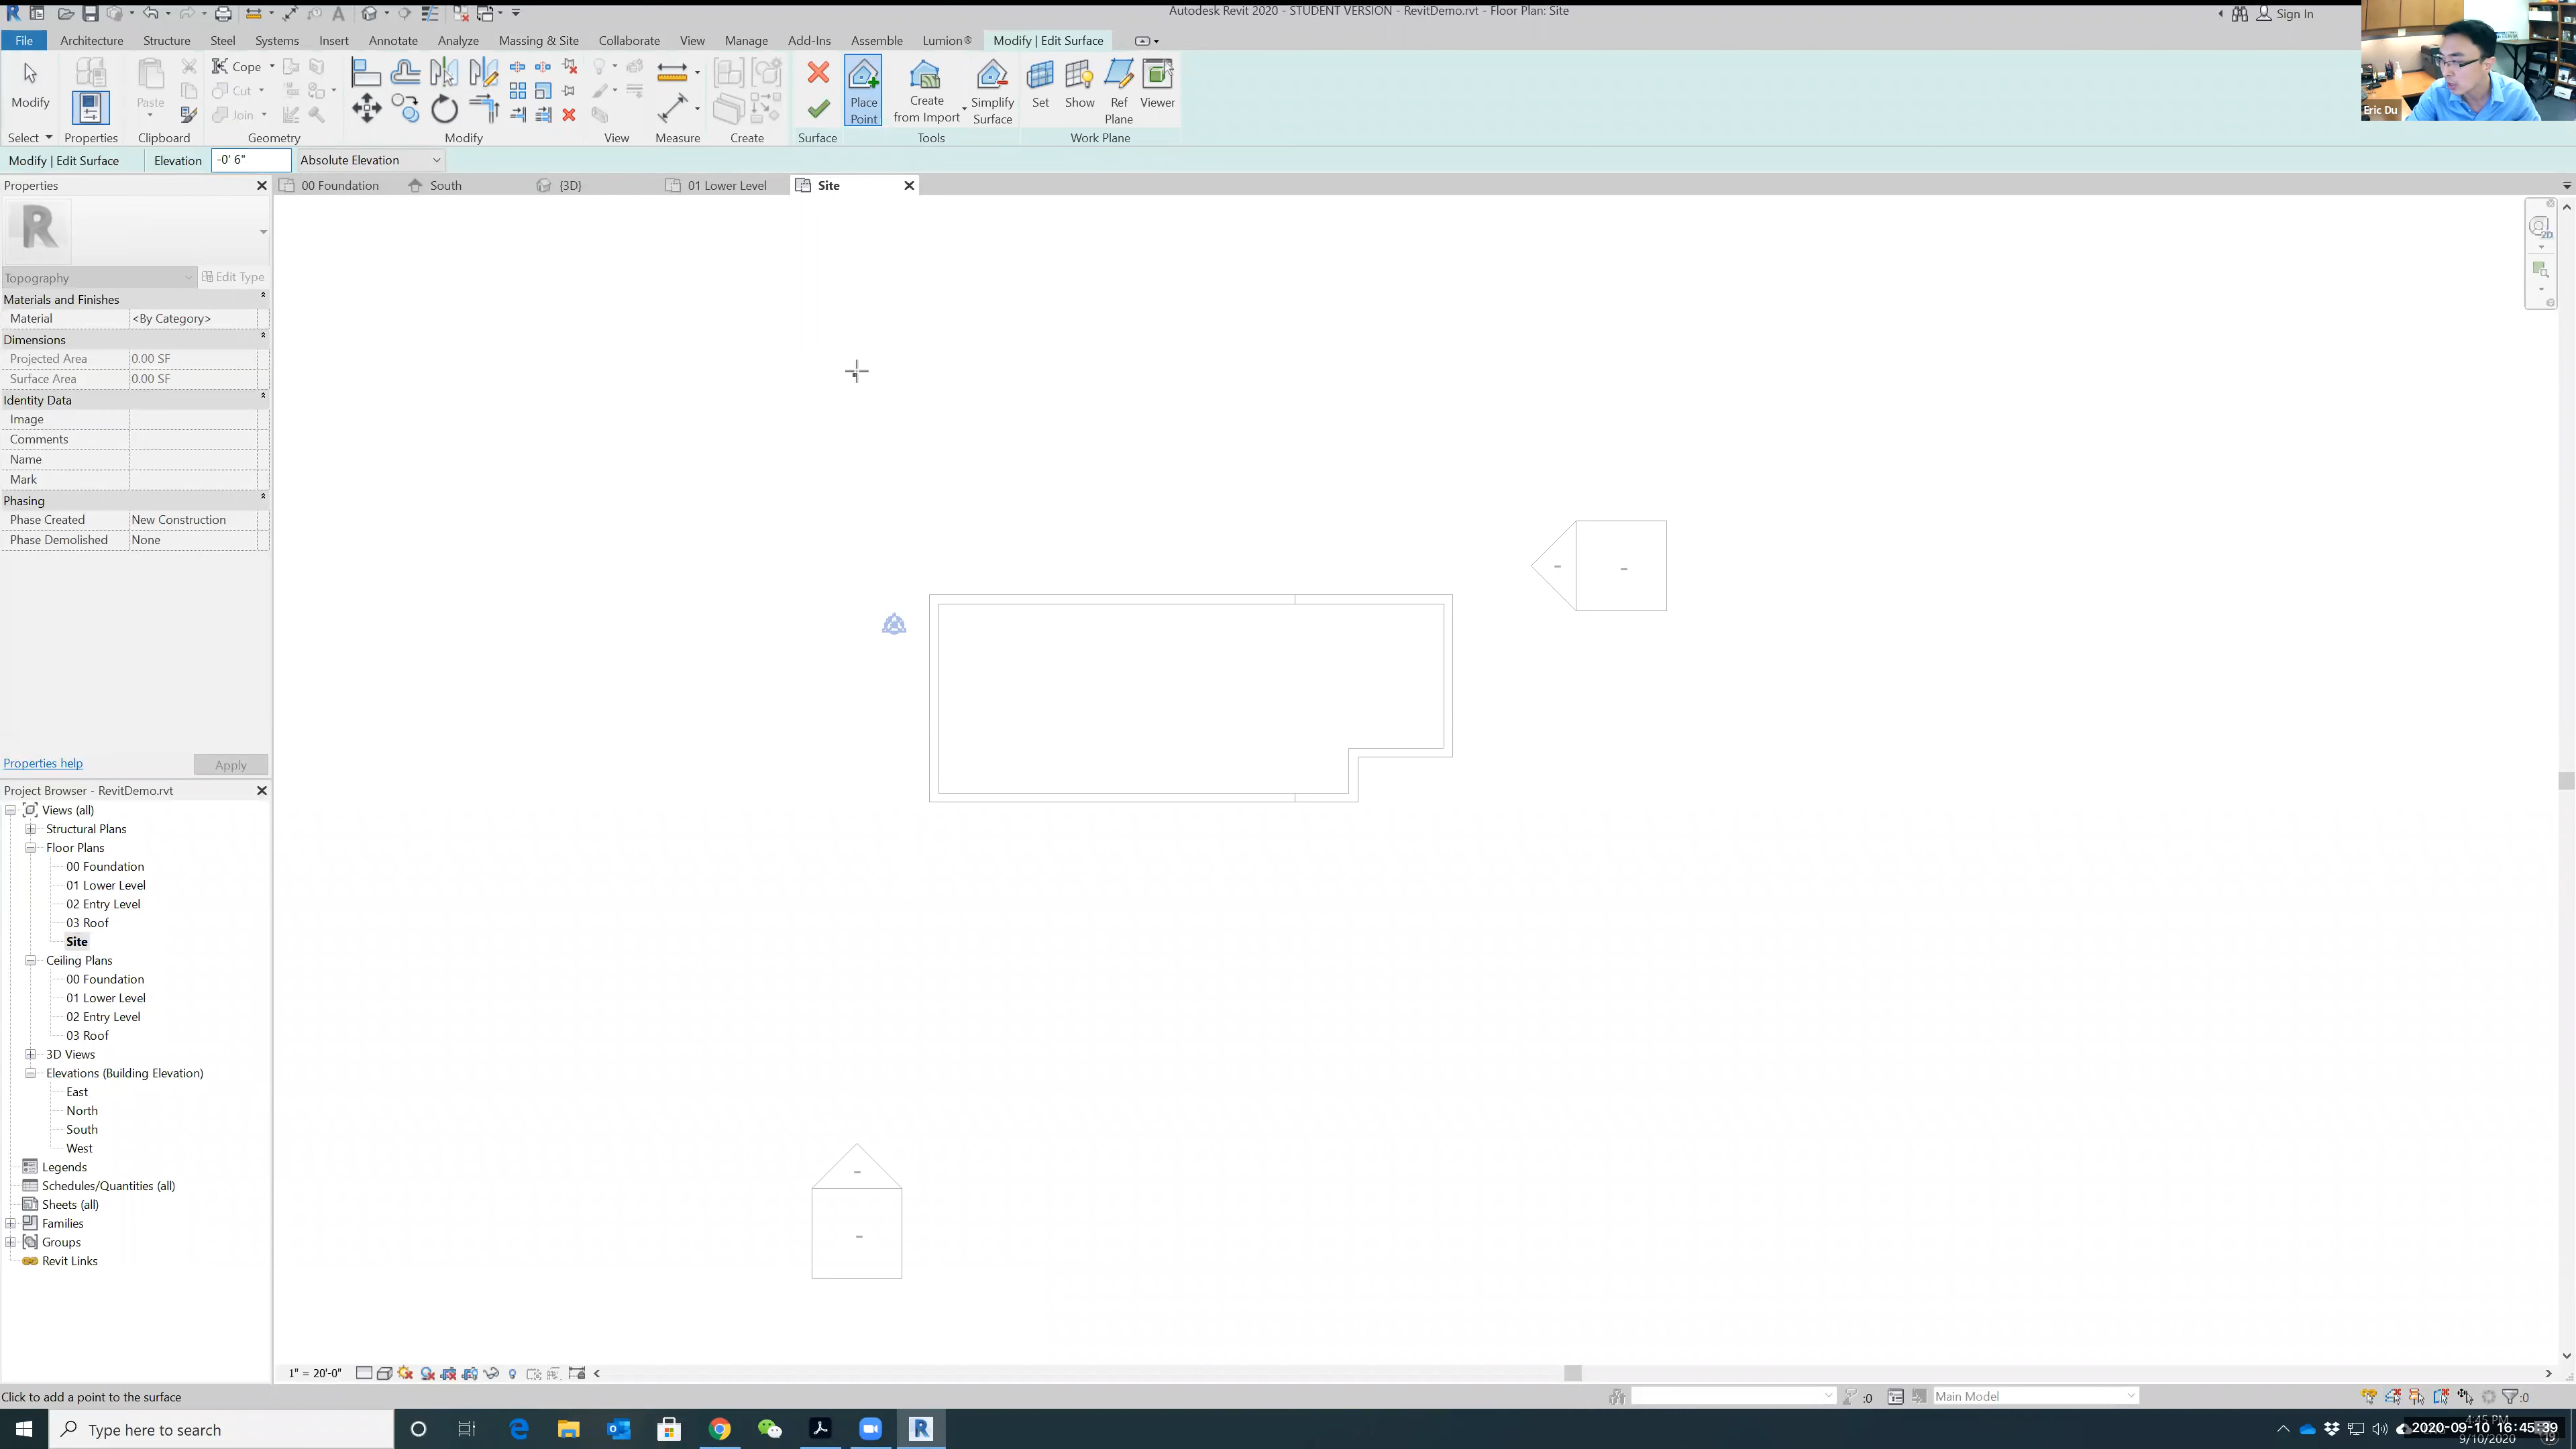 Autodesk Revit 2020 - STUDENT VERSION - RevitDemo.rvt - Floor Plan: Site
Sign In
File Architecture Structure Steel Systems Insert Annotate Analyze Massing & Site Collaborate View Manage Add-Ins Assemble Lumion® Modify | Edit Surface
Modify
Paste
Cope
Cut
Join
Place Point
Create from Import
Simplify Surface
Set
Show
Ref Plane
Viewer
Select Properties Clipboard Geometry Modify View Measure Create Surface Tools Work Plane
Eric Du
Modify | Edit Surface Elevation -0' 6" Absolute Elevation
Properties
00 Foundation South {3D} 01 Lower Level Site
R
2D
Topography Edit Type
Materials and Finishes
Material <By Category>
Dimensions
Projected Area 0.00 SF
Surface Area 0.00 SF
Identity Data
Image
Comments
Name
Mark
Phasing
Phase Created New Construction
Phase Demolished None
Properties help Apply
Project Browser - RevitDemo.rvt
Views (all)
Structural Plans
Floor Plans
00 Foundation
01 Lower Level
02 Entry Level
03 Roof
Site
Ceiling Plans
00 Foundation
01 Lower Level
02 Entry Level
03 Roof
3D Views
Elevations (Building Elevation)
East
North
South
West
Legends
Schedules/Quantities (all)
Sheets (all)
Families
Groups
Revit Links
1" = 20'-0"
Click to add a point to the surface
:0 Main Model :0
Type here to search
4:45 PM
2020-09-10 16:45:39
9/10/2020